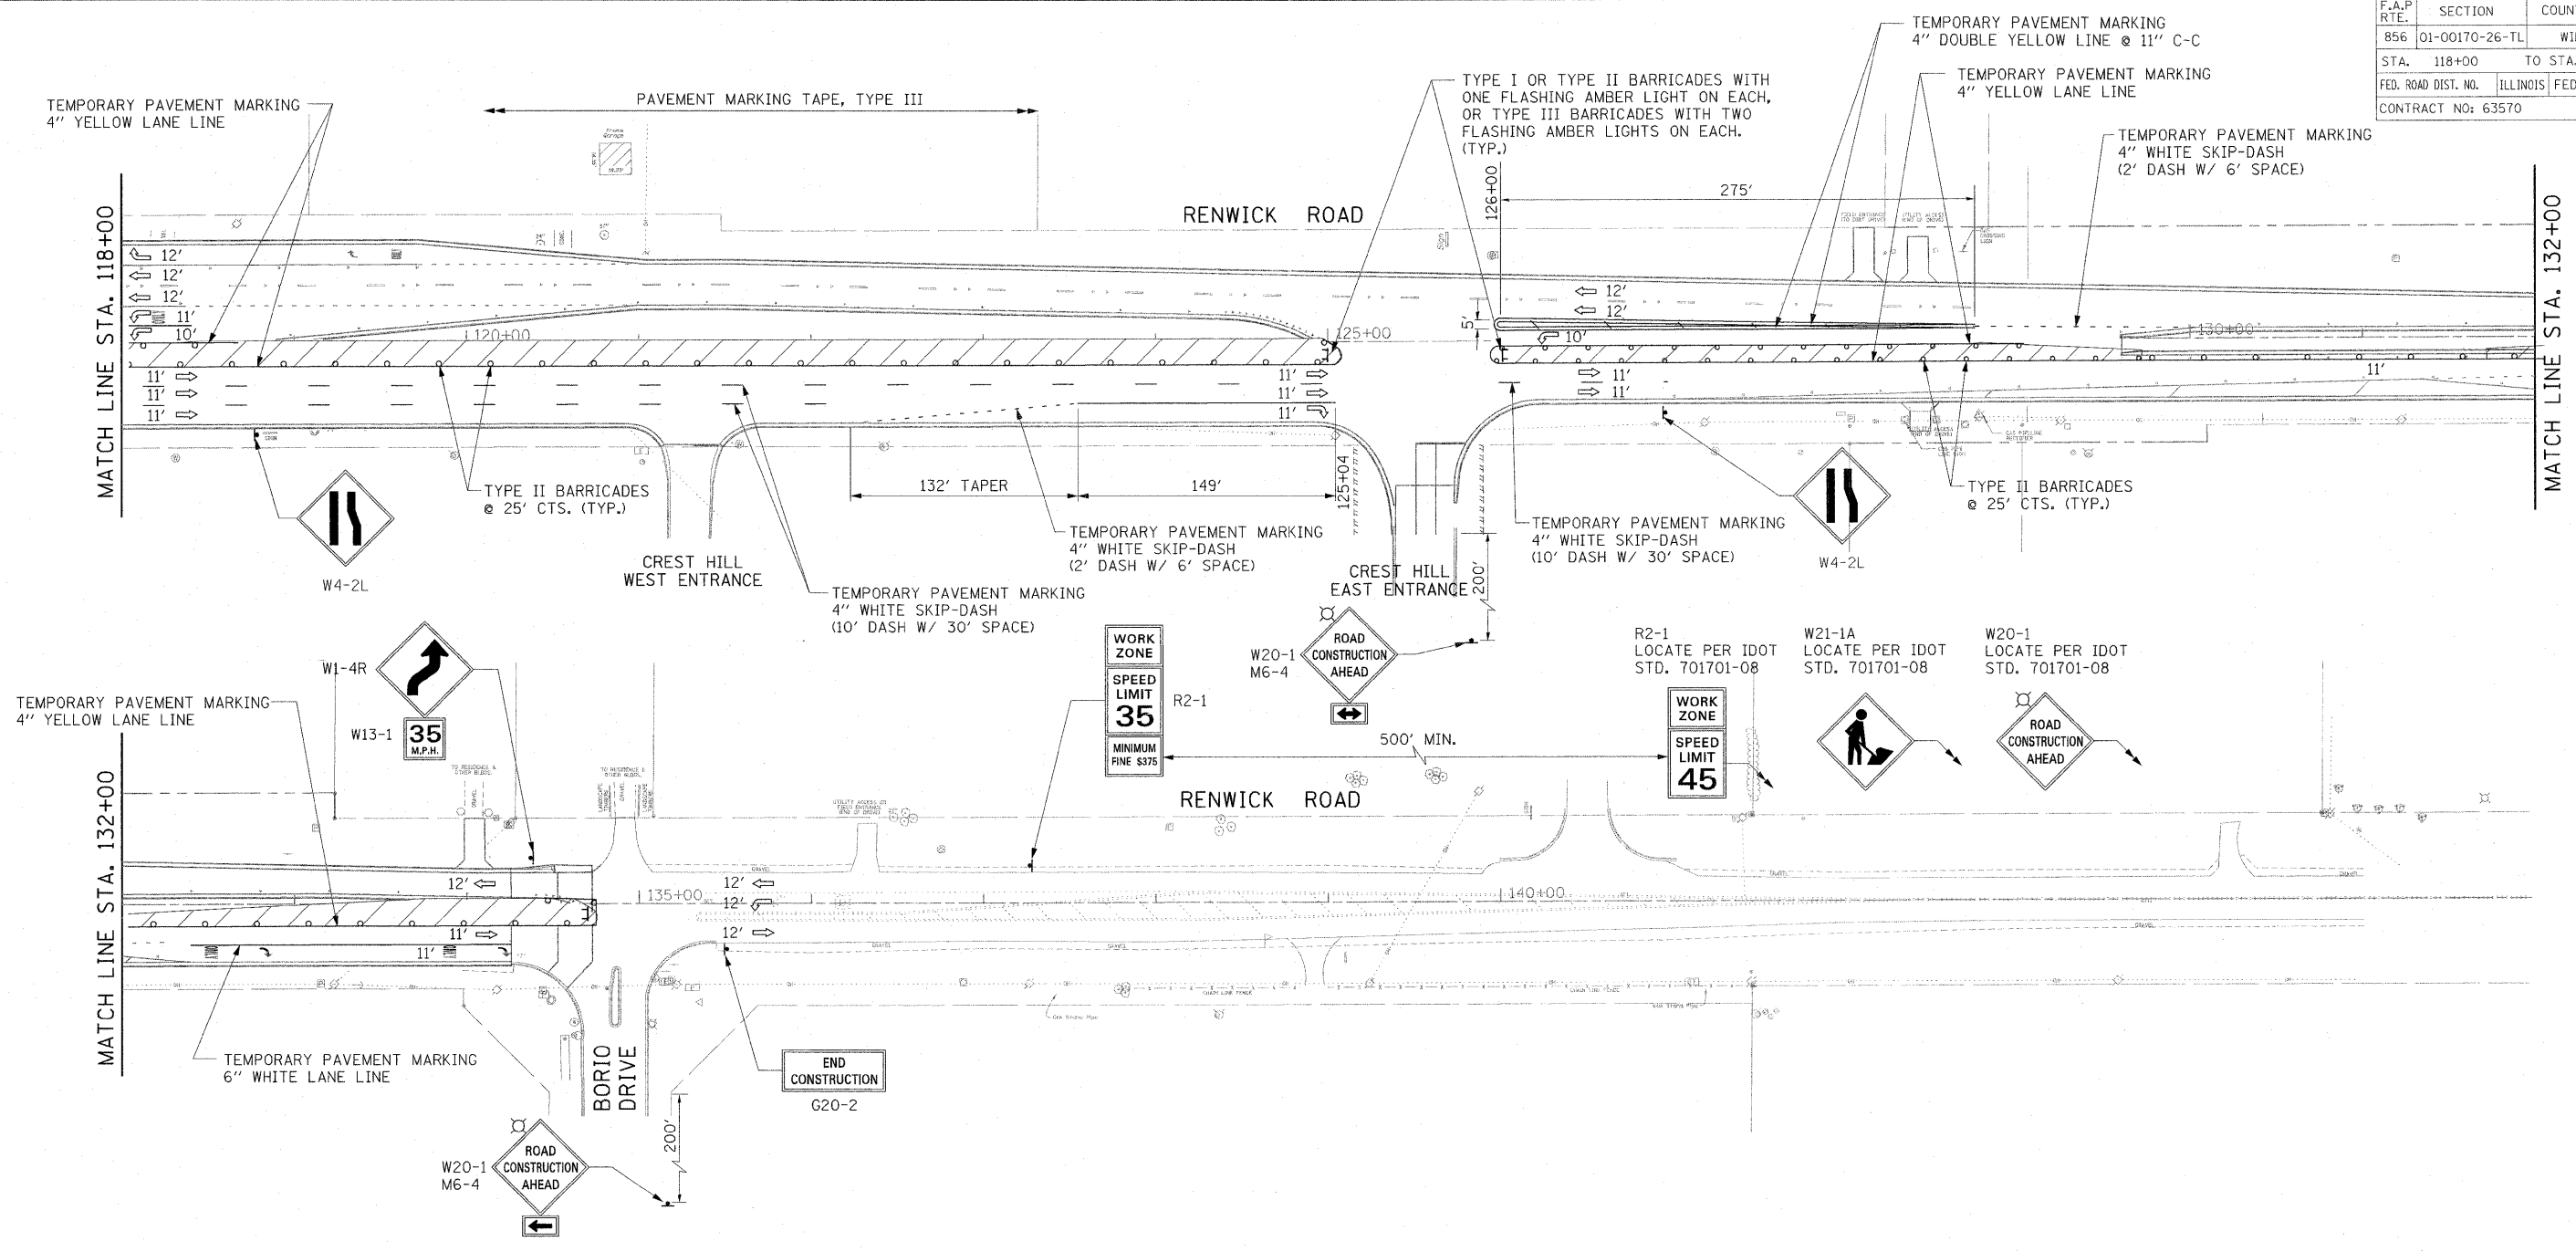 F.A.P RTE. SECTION COUN
856 01-00170-26-TL WI
STA. 118+00 TO STA.
FED. ROAD DIST. NO. ILLINOIS FED
CONTRACT NO: 63570
TEMPORARY PAVEMENT MARKING
4" DOUBLE YELLOW LINE @ 11" C-C
TEMPORARY PAVEMENT MARKING
4" YELLOW LANE LINE
TEMPORARY PAVEMENT MARKING
4" WHITE SKIP-DASH
(2' DASH W/ 6' SPACE)
TYPE I OR TYPE II BARRICADES WITH
ONE FLASHING AMBER LIGHT ON EACH,
OR TYPE III BARRICADES WITH TWO
FLASHING AMBER LIGHTS ON EACH.
(TYP.)
PAVEMENT MARKING TAPE, TYPE III
TEMPORARY PAVEMENT MARKING
4" YELLOW LANE LINE
Frame
Garage
MATCH LINE STA. 118+00
RENWICK ROAD
126+00
275'
MATCH LINE STA. 132+00
12'
12'
12'
11'
10'
11'
11'
11'
120+00
125+00
11'
11'
11'
5'
12'
12'
10'
11'
11'
130+00
11'
Sign
132' TAPER
149'
125+04
W4-2L
TYPE II BARRICADES
@ 25' CTS. (TYP.)
CREST HILL
WEST ENTRANCE
TEMPORARY PAVEMENT MARKING
4" WHITE SKIP-DASH
(10' DASH W/ 30' SPACE)
TEMPORARY PAVEMENT MARKING
4" WHITE SKIP-DASH
(2' DASH W/ 6' SPACE)
CREST HILL
EAST ENTRANCE
200'
TEMPORARY PAVEMENT MARKING
4" WHITE SKIP-DASH
(10' DASH W/ 30' SPACE)
W4-2L
TYPE II BARRICADES
@ 25' CTS. (TYP.)
W20-1
M6-4
ROAD
CONSTRUCTION
AHEAD
W1-4R
W13-1
35
M.P.H.
TEMPORARY PAVEMENT MARKING
4" YELLOW LANE LINE
WORK
ZONE
SPEED
LIMIT
35
MINIMUM
FINE $375
R2-1
500' MIN.
R2-1
LOCATE PER IDOT
STD. 701701-08
WORK
ZONE
SPEED
LIMIT
45
W21-1A
LOCATE PER IDOT
STD. 701701-08
W20-1
LOCATE PER IDOT
STD. 701701-08
ROAD
CONSTRUCTION
AHEAD
MATCH LINE STA. 132+00
RENWICK ROAD
TO RESIDENCE &
OTHER BLDG.
GRAVEL
12'
11'
11'
135+00
12'
12'
12'
140+00
CHAIN LINK FENCE
TEMPORARY PAVEMENT MARKING
6" WHITE LANE LINE
BORIO
DRIVE
END
CONSTRUCTION
G20-2
200'
W20-1
M6-4
ROAD
CONSTRUCTION
AHEAD